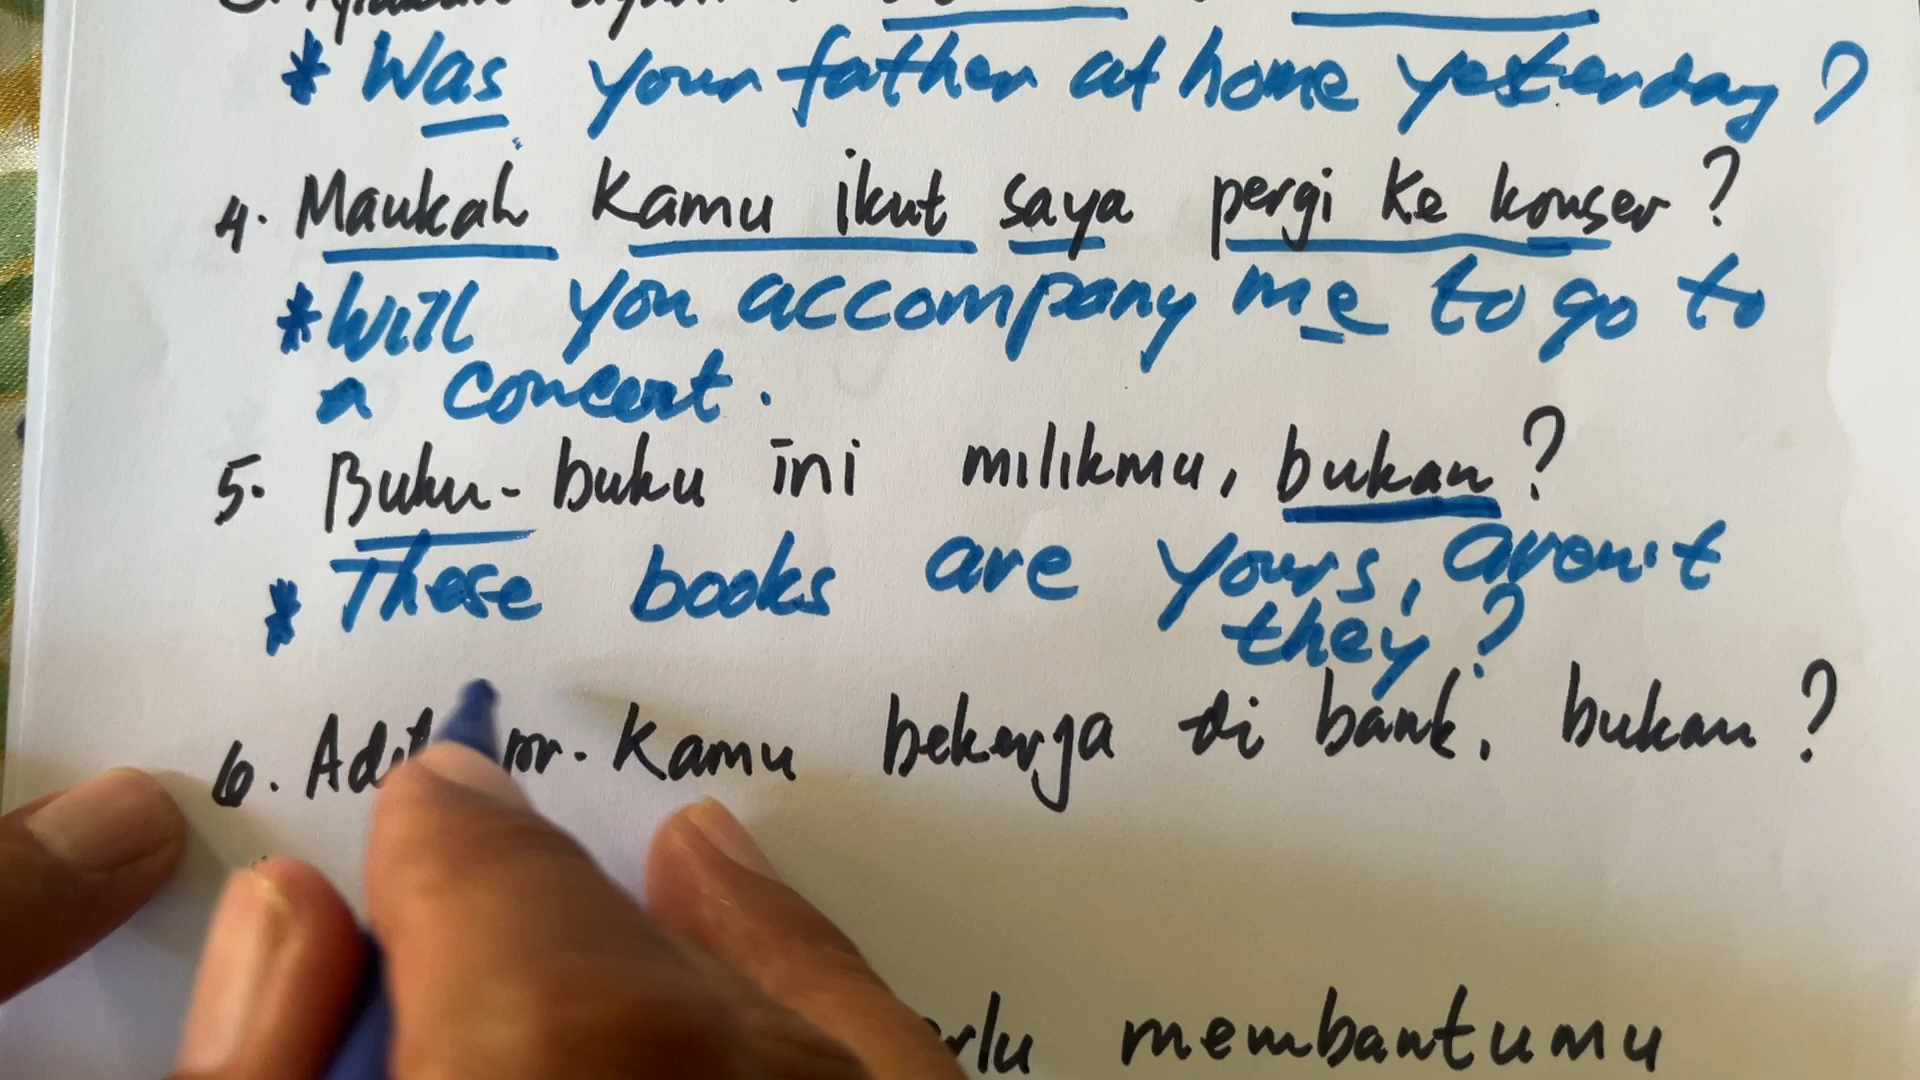 * Was your father at home yesterday?
4. Maukah kamu ikut saya pergi ke konser?
* Will you accompany me to go to
a concert.
5. Buku-buku ini milikmu, bukan?
* These books are yours, aren't
they?
6. kamu bekerja di bank, bukan?
membantumu